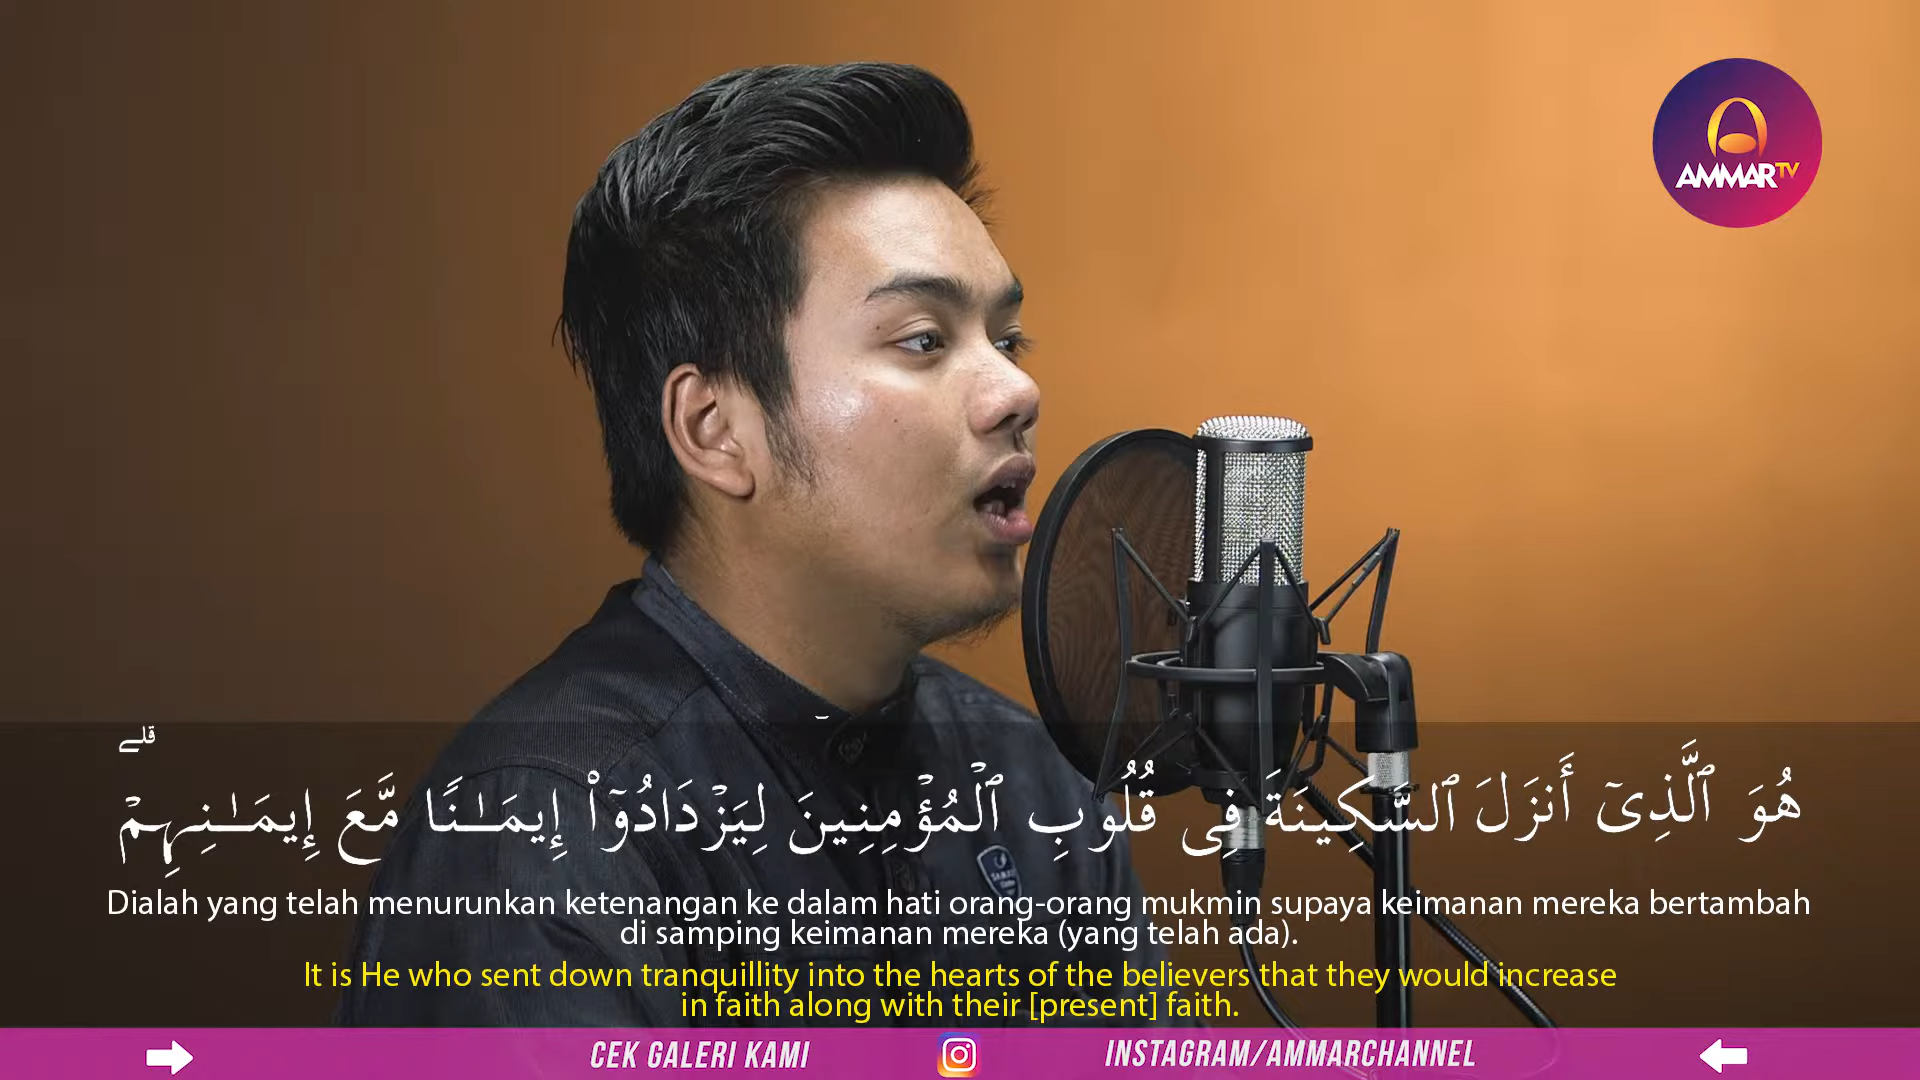 AMMARTV
هُوَ ٱلَّذِىٓ أَنزَلَ ٱلسَّكِينَةَ فِى قُلُوبِ ٱلْمُؤْمِنِينَ لِيَزْدَادُوٓا۟ إِيمَـٰنًا مَّعَ إِيمَـٰنِهِمْ ۗ
Dialah yang telah menurunkan ketenangan ke dalam hati orang-orang mukmin supaya keimanan mereka bertambah
di samping keimanan mereka (yang telah ada).
It is He who sent down tranquillity into the hearts of the believers that they would increase
in faith along with their [present] faith.
CEK GALERI KAMI INSTAGRAM/AMMARCHANNEL